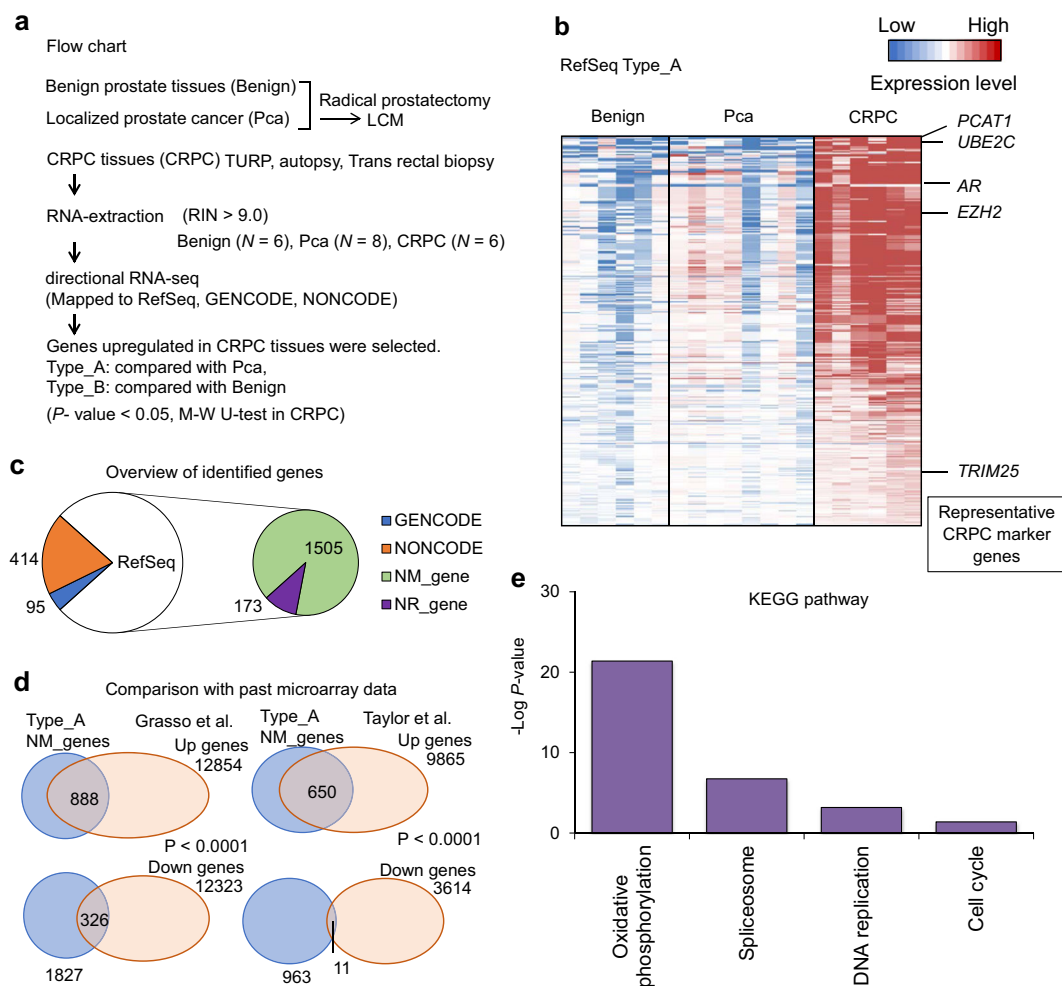 a
Flow chart
Benign prostate tissues (Benign)
Localized prostate cancer (Pca)
Radical prostatectomy
LCM
CRPC tissues (CRPC) TURP, autopsy, Trans rectal biopsy
RNA-extraction (RIN > 9.0)
Benign (N = 6), Pca (N = 8), CRPC (N = 6)
directional RNA-seq
(Mapped to RefSeq, GENCODE, NONCODE)
Genes upregulated in CRPC tissues were selected.
Type_A: compared with Pca,
Type_B: compared with Benign
(P- value < 0.05, M-W U-test in CRPC)
b
Low High
Expression level
RefSeq Type_A
Benign Pca CRPC
PCAT1
UBE2C
AR
EZH2
TRIM25
Representative
CRPC marker
genes
c
Overview of identified genes
414
95
RefSeq
1505
173
GENCODE
NONCODE
NM_gene
NR_gene
d
Comparison with past microarray data
Type_A
NM_genes
Grasso et al.
Up genes
12854
888
P < 0.0001
Down genes
12323
326
1827
Type_A
NM_genes
Taylor et al.
Up genes
9865
650
P < 0.0001
Down genes
3614
963
11
e
KEGG pathway
-Log P-value
30
20
10
0
Oxidative
phosphorylation
Spliceosome
DNA replication
Cell cycle